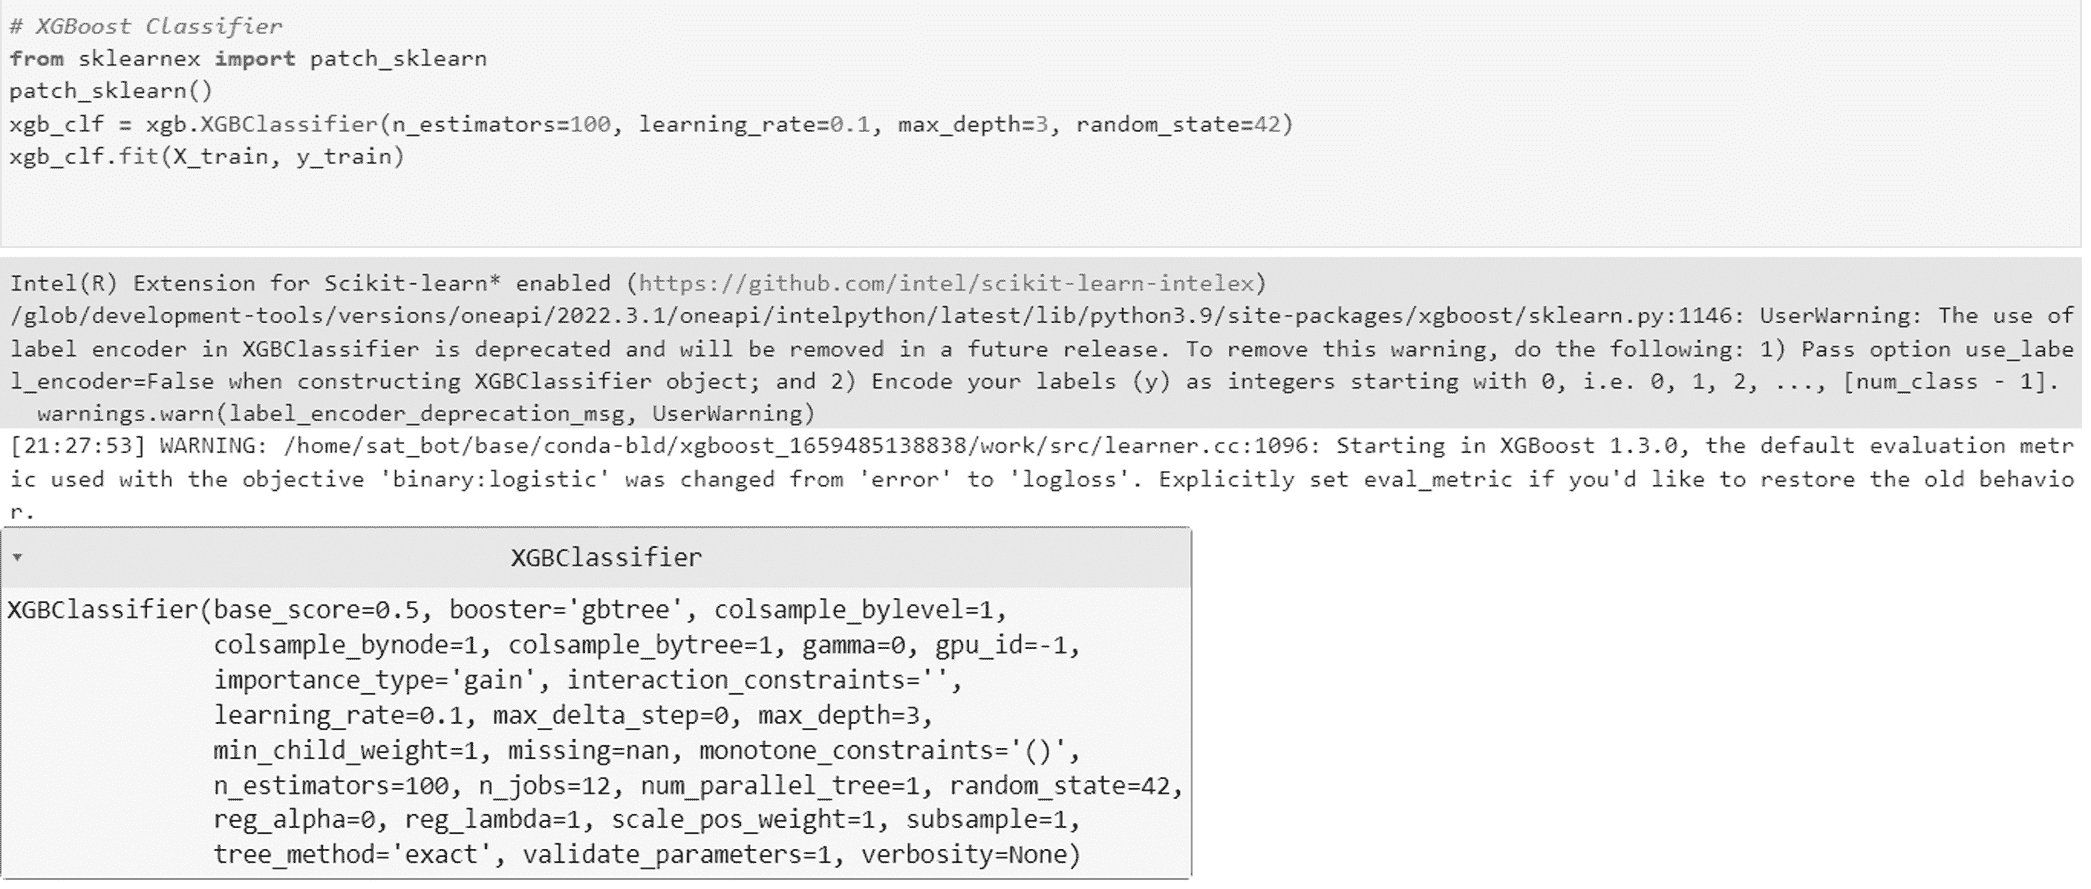 # XGBoost Classifier
from sklearnex import patch_sklearn
patch_sklearn()
xgb_clf = xgb.XGBClassifier(n_estimators=100, learning_rate=0.1, max_depth=3, random_state=42)
xgb_clf.fit(X_train, y_train)
Intel(R) Extension for Scikit-learn* enabled (https://github.com/intel/scikit-learn-intelex)
/glob/development-tools/versions/oneapi/2022.3.1/oneapi/intelpython/latest/lib/python3.9/site-packages/xgboost/sklearn.py:1146: UserWarning: The use of
label encoder in XGBClassifier is deprecated and will be removed in a future release. To remove this warning, do the following: 1) Pass option use_labe
l_encoder=False when constructing XGBClassifier object; and 2) Encode your labels (y) as integers starting with 0, i.e. 0, 1, 2, ..., [num_class - 1].
  warnings.warn(label_encoder_deprecation_msg, UserWarning)
[21:27:53] WARNING: /home/sat_bot/base/conda-bld/xgboost_1659485138838/work/src/learner.cc:1096: Starting in XGBoost 1.3.0, the default evaluation metr
ic used with the objective 'binary:logistic' was changed from 'error' to 'logloss'. Explicitly set eval_metric if you'd like to restore the old behavio
r.
▾ XGBClassifier
XGBClassifier(base_score=0.5, booster='gbtree', colsample_bylevel=1,
              colsample_bynode=1, colsample_bytree=1, gamma=0, gpu_id=-1,
              importance_type='gain', interaction_constraints='',
              learning_rate=0.1, max_delta_step=0, max_depth=3,
              min_child_weight=1, missing=nan, monotone_constraints='()',
              n_estimators=100, n_jobs=12, num_parallel_tree=1, random_state=42,
              reg_alpha=0, reg_lambda=1, scale_pos_weight=1, subsample=1,
              tree_method='exact', validate_parameters=1, verbosity=None)